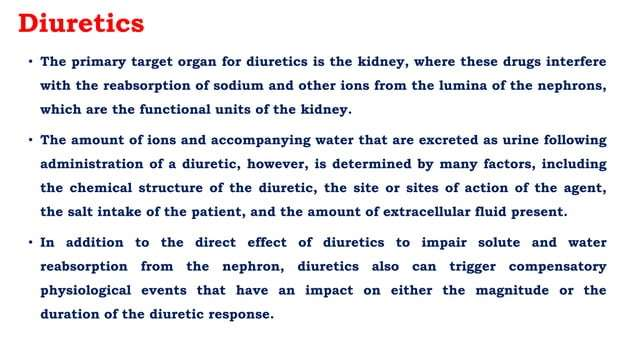 Diuretics
• The primary target organ for diuretics is the kidney, where these drugs interfere
with the reabsorption of sodium and other ions from the lumina of the nephrons,
which are the functional units of the kidney.
• The amount of ions and accompanying water that are excreted as urine following
administration of a diuretic, however, is determined by many factors, including
the chemical structure of the diuretic, the site or sites of action of the agent,
the salt intake of the patient, and the amount of extracellular fluid present.
• In addition to the direct effect of diuretics to impair solute and water
reabsorption from the nephron, diuretics also can trigger compensatory
physiological events that have an impact on either the magnitude or the
duration of the diuretic response.